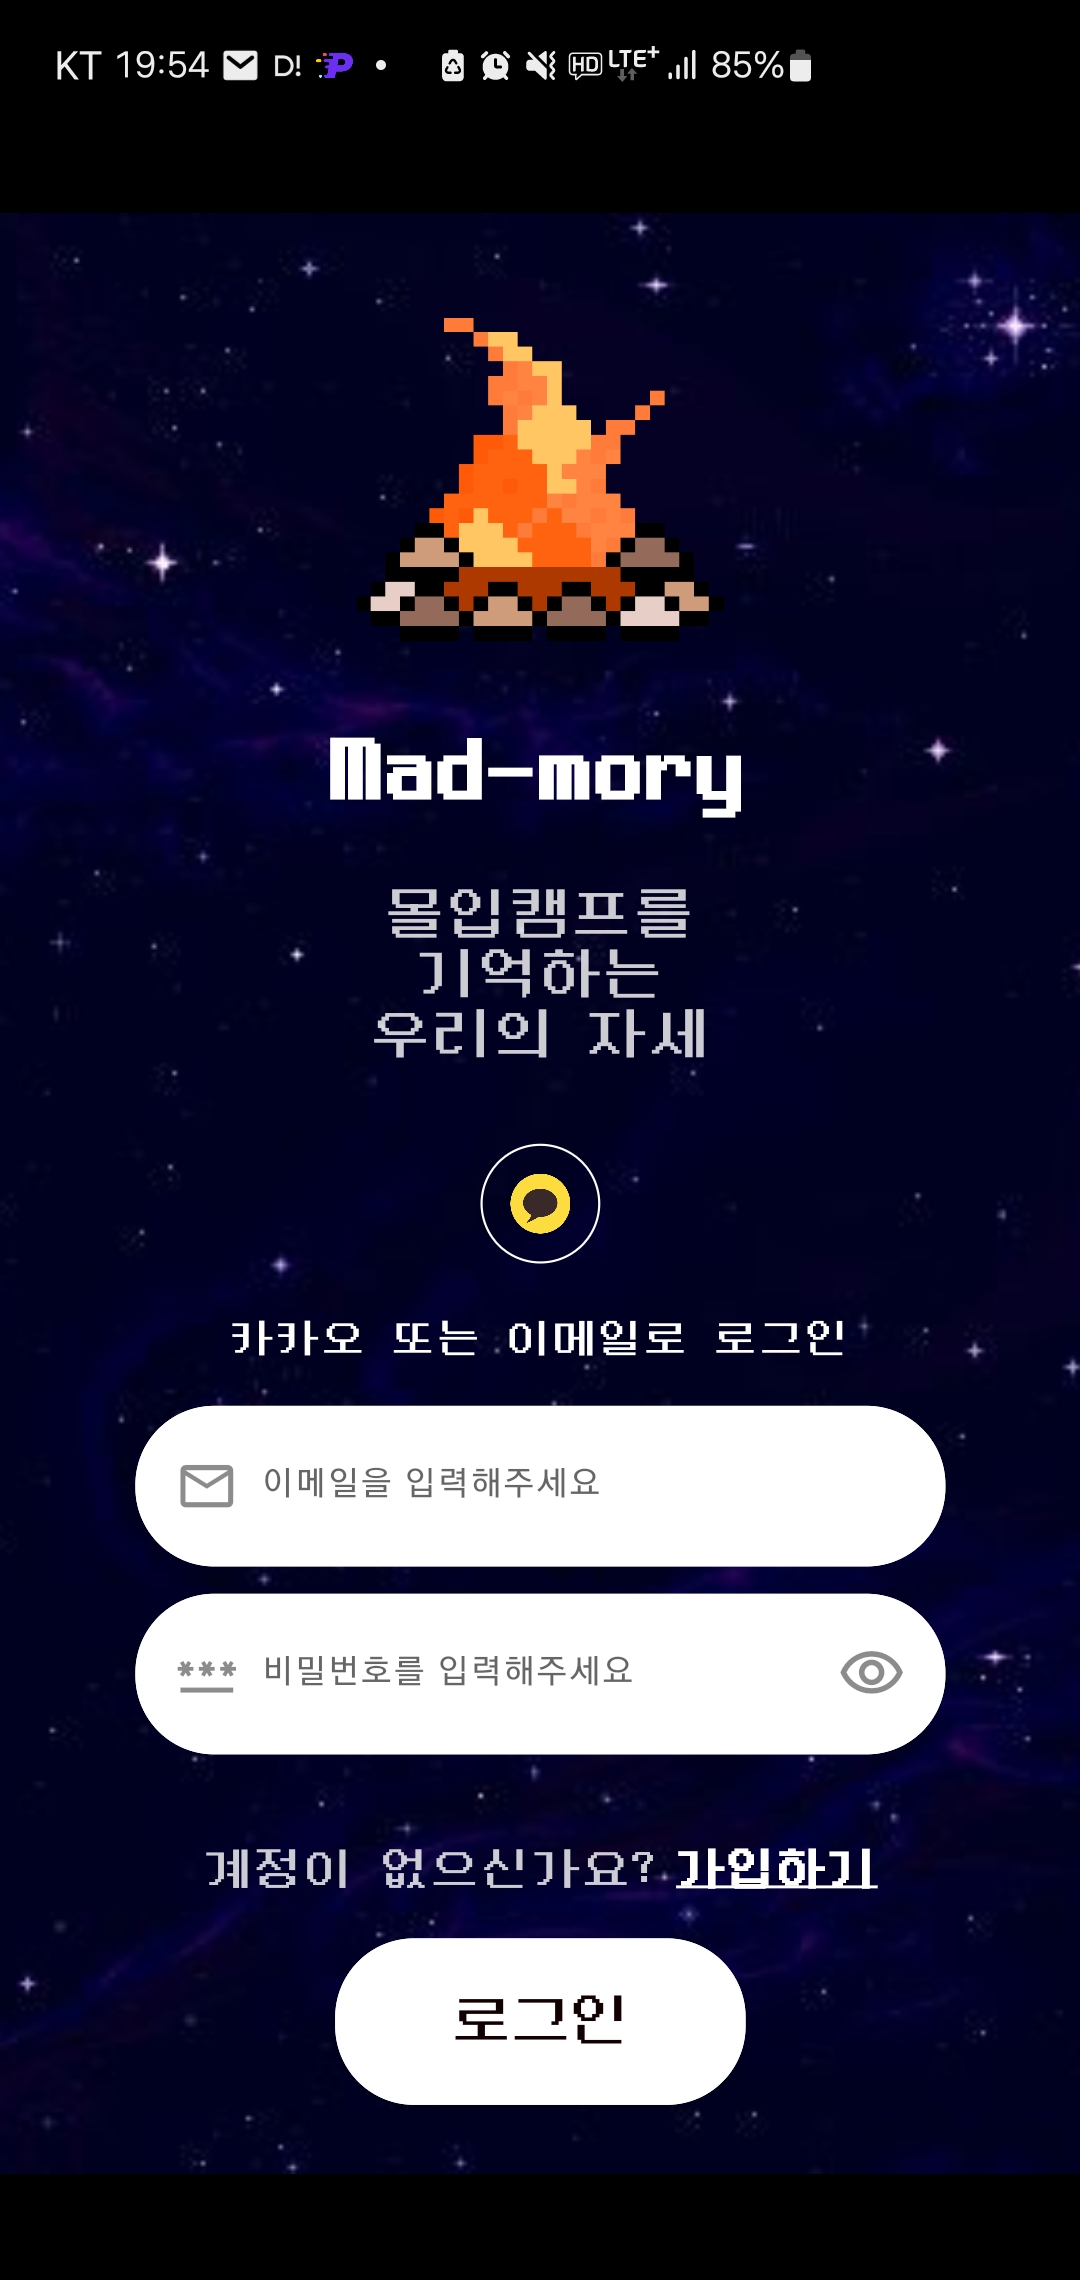 KT 19:54 D! P HD LTE+ 85%
Mad-mory
몰입캠프를
기억하는
우리의 자세
카카오 또는 이메일로 로그인
이메일을 입력해주세요
*** 비밀번호를 입력해주세요
계정이 없으신가요? 가입하기
로그인